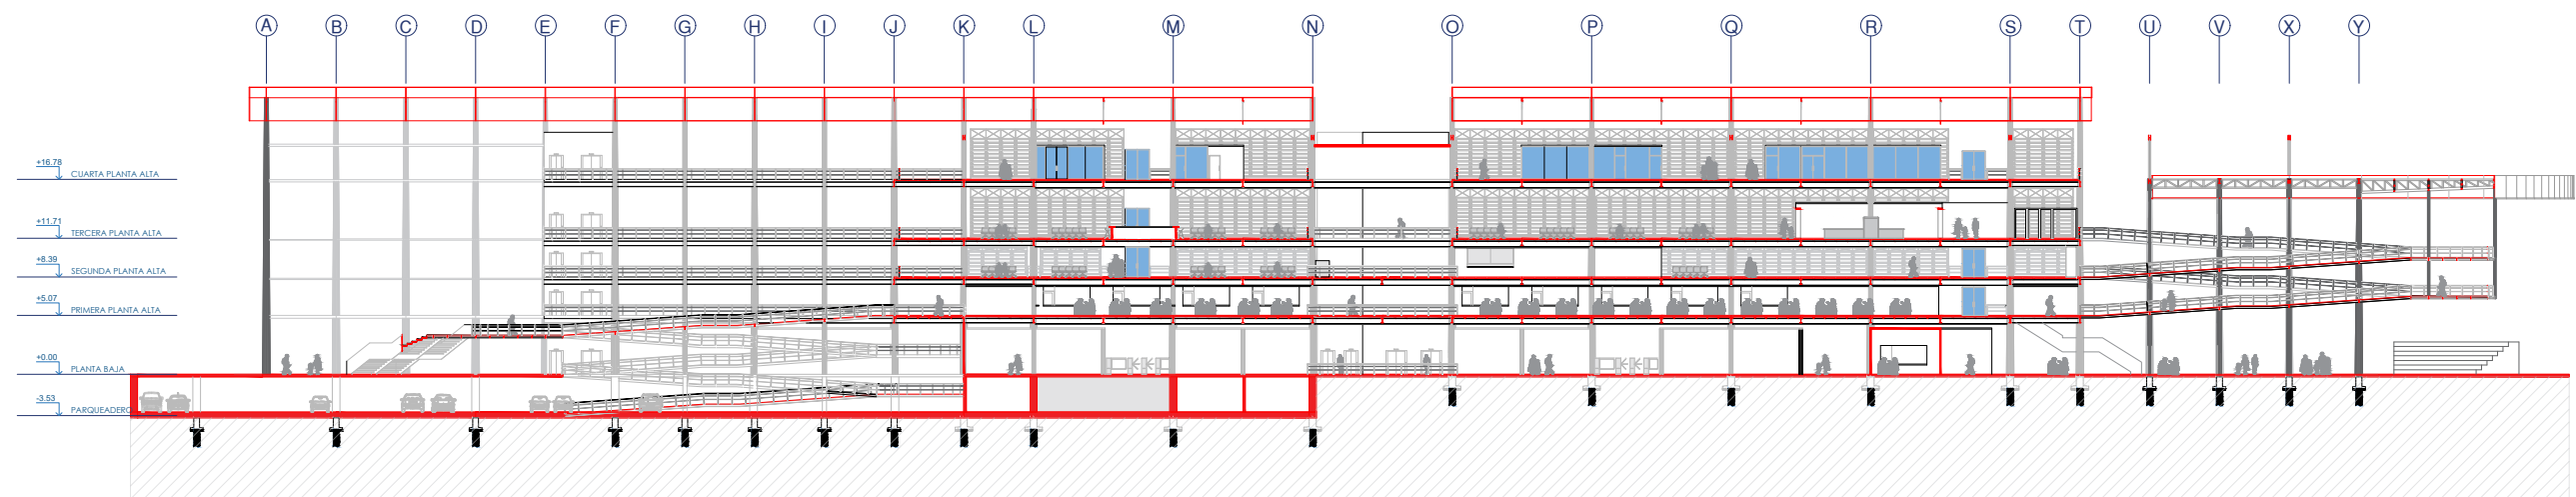 A B C D E F G H I J K L M N O P Q R S T U V X Y
+16.78
CUARTA PLANTA ALTA
+11.71
TERCERA PLANTA ALTA
+8.39
SEGUNDA PLANTA ALTA
+5.07
PRIMERA PLANTA ALTA
+0.00
PLANTA BAJA
-3.53
PARQUEADERO